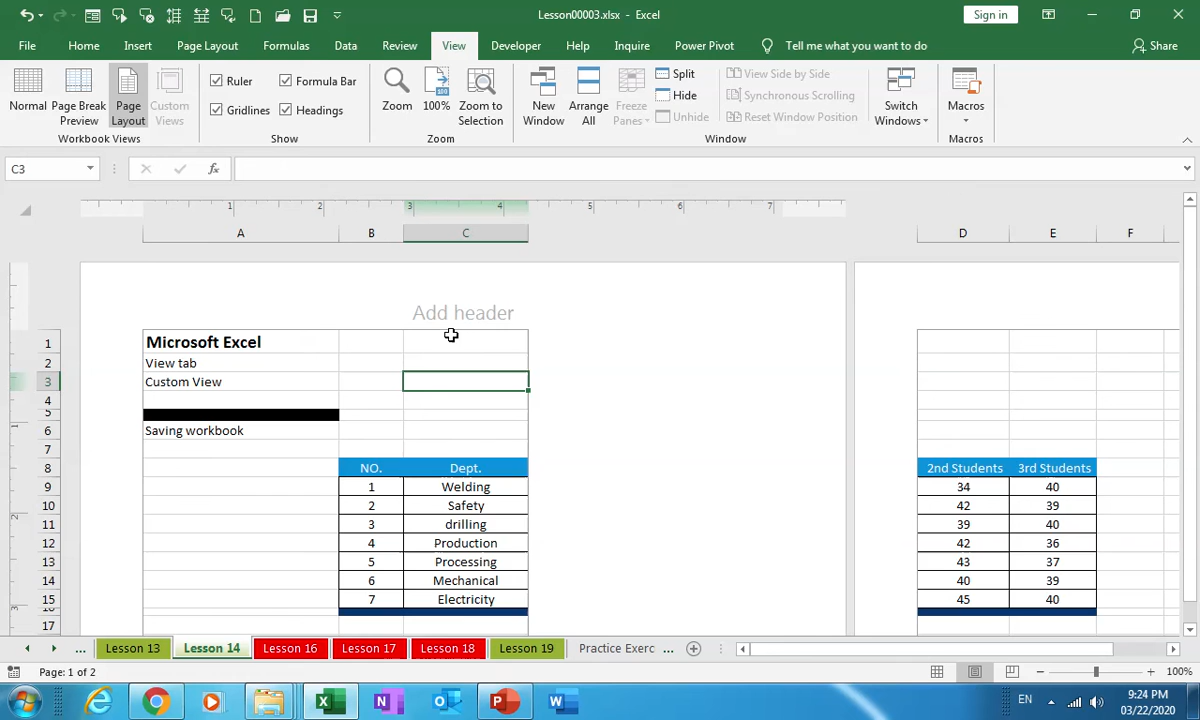 Lesson00003.xlsx - Excel
Sign in
File Home Insert Page Layout Formulas Data Review View Developer Help Inquire Power Pivot Tell me what you want to do Share
Normal
Page Break Preview
Page Layout
Custom Views
Workbook Views
Ruler
Formula Bar
Gridlines
Headings
Show
Zoom
100%
Zoom to Selection
Zoom
New Window
Arrange All
Freeze Panes
Split
Hide
Unhide
View Side by Side
Synchronous Scrolling
Reset Window Position
Switch Windows
Window
Macros
Macros
C3 fx
1 2 3 4 5 6 7
A B C D E F
Add header
1 Microsoft Excel
2 View tab
3 Custom View
4
5
6 Saving workbook
7
8 NO. Dept. 2nd Students 3rd Students
9 1 Welding 34 40
10 2 Safety 42 39
11 3 drilling 39 40
12 4 Production 42 36
13 5 Processing 43 37
14 6 Mechanical 40 39
15 7 Electricity 45 40
16
17
... Lesson 13 Lesson 14 Lesson 16 Lesson 17 Lesson 18 Lesson 19 Practice Exerc ...
Page: 1 of 2 100%
EN 9:24 PM
03/22/2020